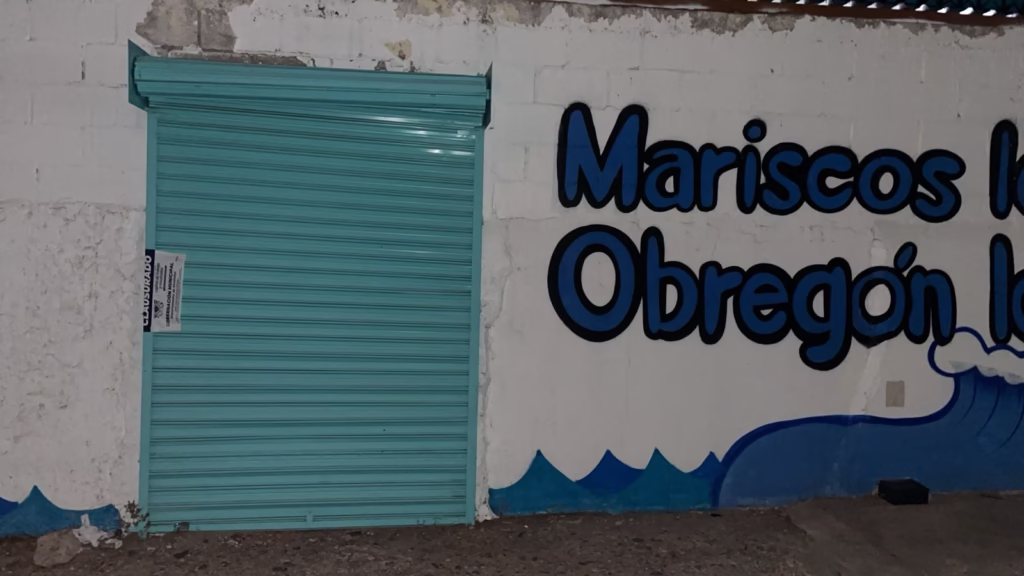 Mariscos l
Obregón l
CLAUSURADO